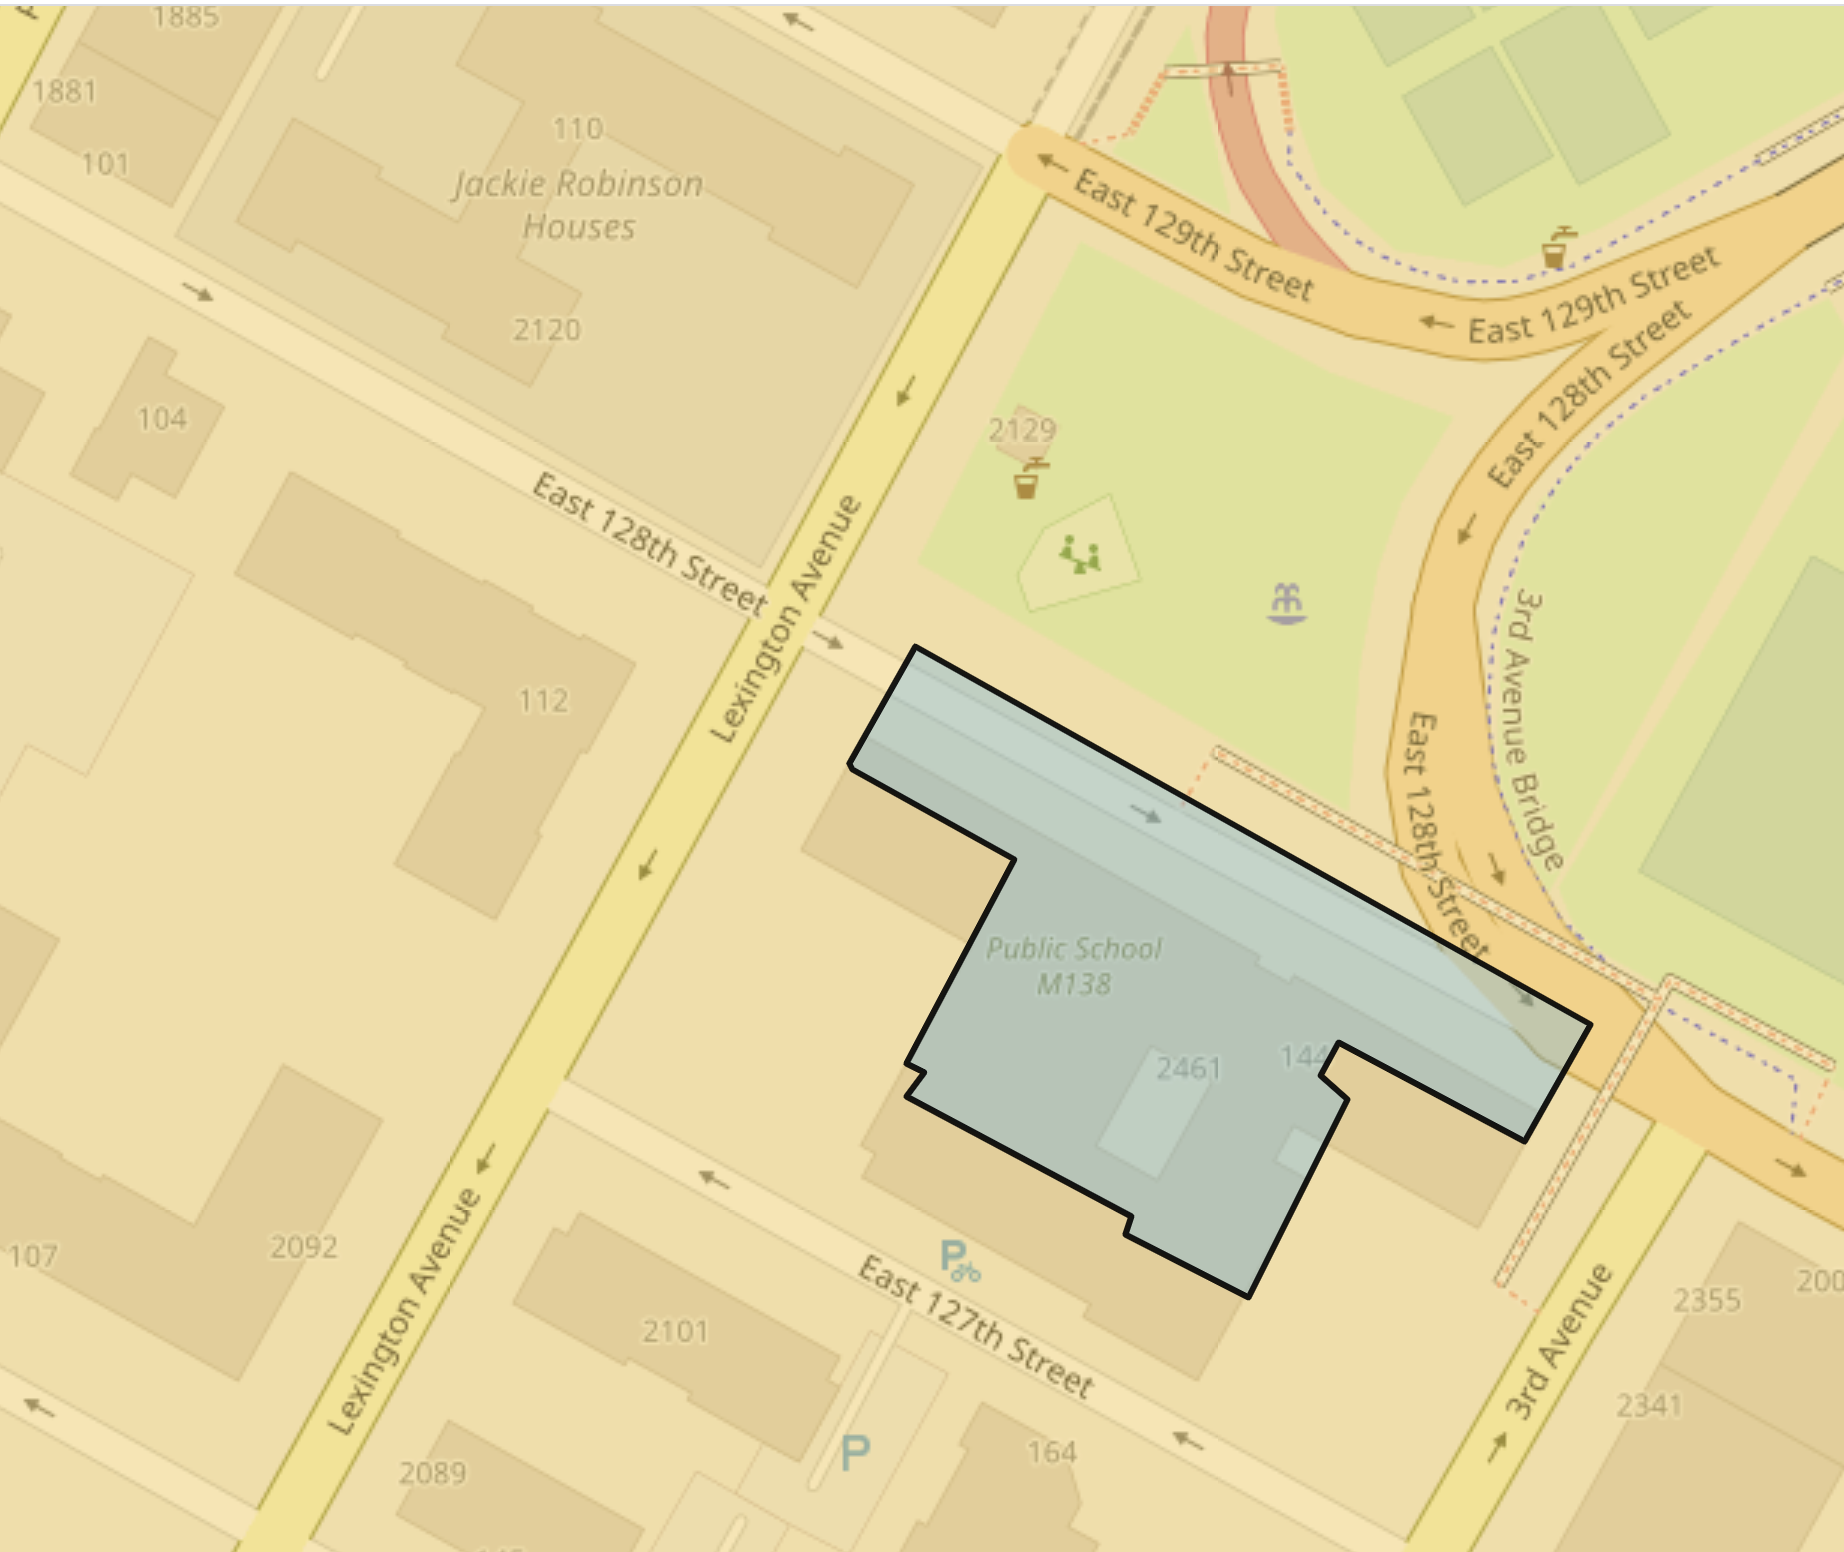 1885
1881
101
110
Jackie Robinson
Houses
2120
104
East 129th Street
East 129th Street
East 128th Street
2129
East 128th Street
Lexington Avenue
3rd Avenue Bridge
112
East 128th Street
Public School
M138
2461
144
Lexington Avenue
107
2092
P
East 127th Street
2101
2355
200
3rd Avenue
2341
2089
P
164